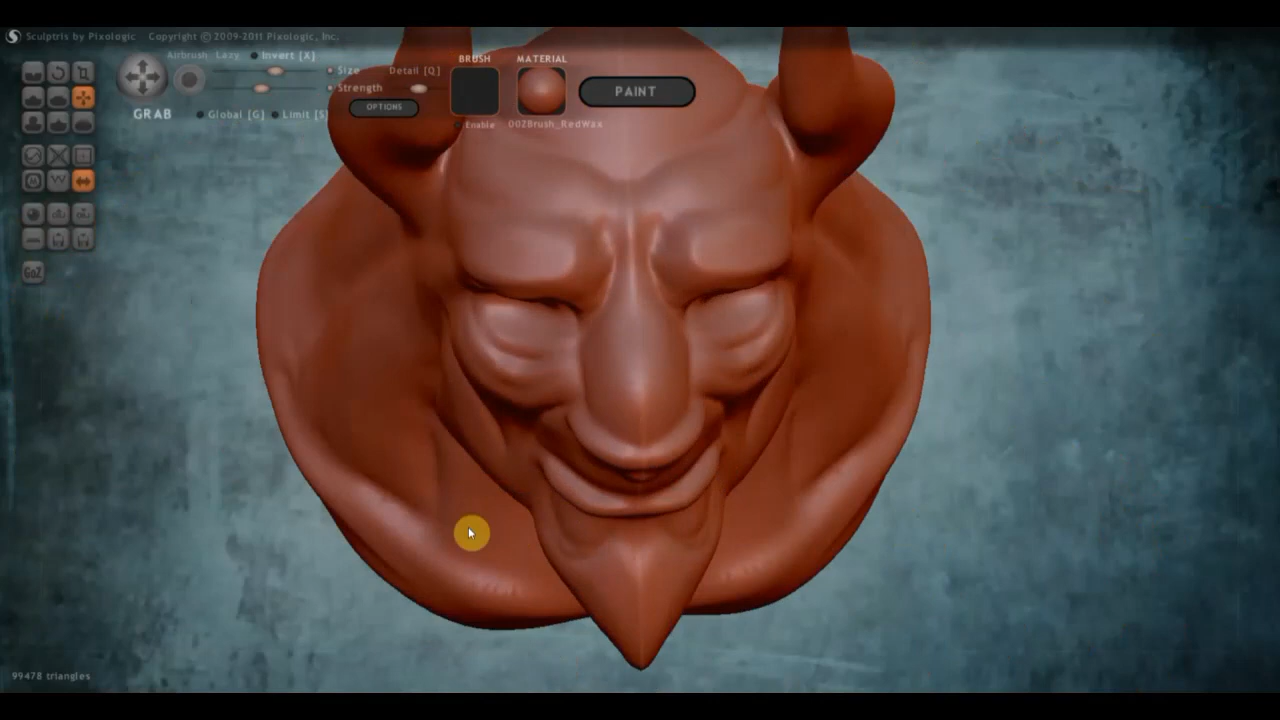 Sculptris by Pixologic Copyright © 2009-2011 Pixologic, Inc.
Airbrush Lazy Invert [X]
BRUSH MATERIAL
Size Detail [Q]
Strength
PAINT
OPTIONS
GRAB Global [G] Limit [S]
Enable 002Brush_RedWax
GoZ
99478 triangles